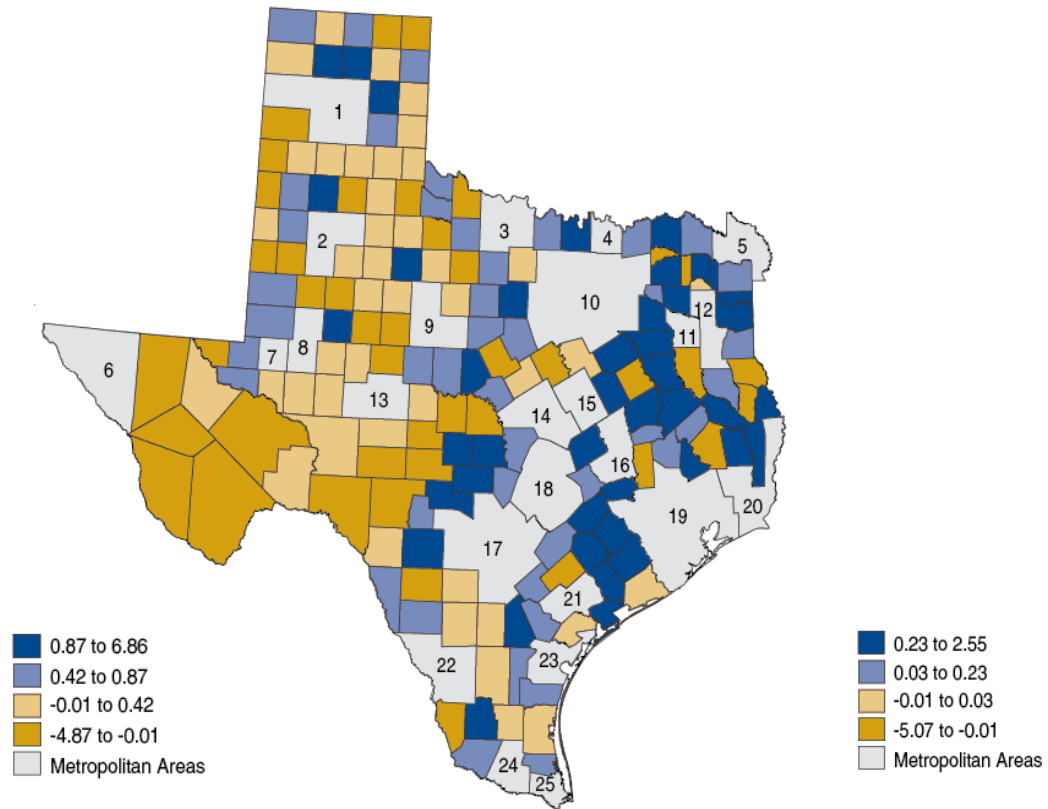 1
2
3
4
5
6
7
8
9
10
11
12
13
14
15
16
17
18
19
20
21
22
23
24
25
0.87 to 6.86
0.42 to 0.87
-0.01 to 0.42
-4.87 to -0.01
Metropolitan Areas
0.23 to 2.55
0.03 to 0.23
-0.01 to 0.03
-5.07 to -0.01
Metropolitan Areas